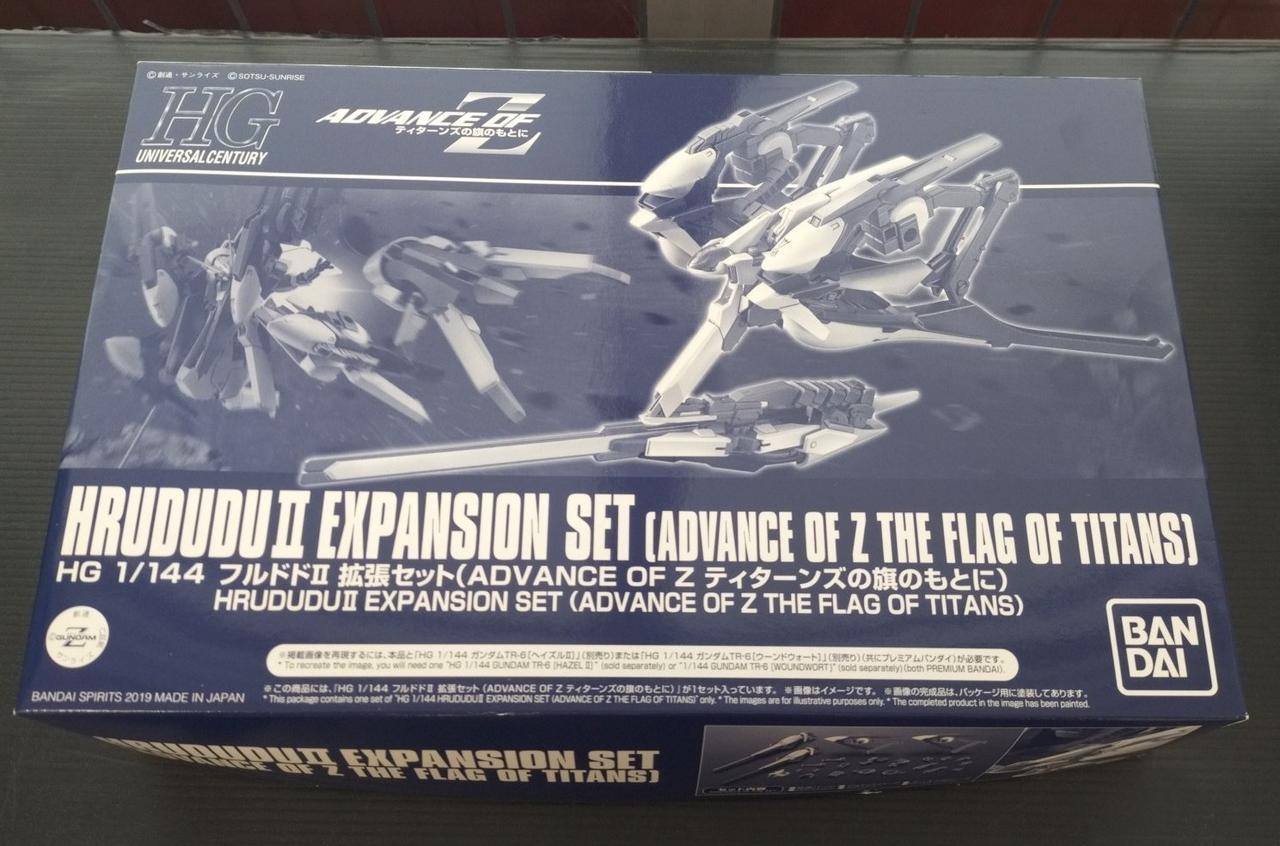 ©創通・サンライズ ©SOTSU・SUNRISE
HG
UNIVERSAL CENTURY
ADVANCE OF Z
ティターンズの旗のもとに
HRUDUDUⅡ EXPANSION SET (ADVANCE OF Z THE FLAG OF TITANS)
HG 1/144 フルドドⅡ 拡張セット(ADVANCE OF Z ティターンズの旗のもとに)
HRUDUDUⅡ EXPANSION SET (ADVANCE OF Z THE FLAG OF TITANS)
創通
Z GUNDAM
サンライズ
BAN
DAI
※掲載画像を再現するには、本品と「HG 1/144 ガンダムTR-6[ヘイズルⅡ]」(別売り)または「HG 1/144 ガンダムTR-6[ウーンドウォート]」(別売り)(共にプレミアムバンダイ)が必要です。
*To recreate the image, you will need one "HG 1/144 GUNDAM TR-6 [HAZEL Ⅱ]" (sold separately) or "1/144 GUNDAM TR-6 [WOUNDWORT]" (sold separately) (both PREMIUM BANDAI).
BANDAI SPIRITS 2019 MADE IN JAPAN
※この商品には、「HG 1/144 フルドドⅡ 拡張セット (ADVANCE OF Z ティターンズの旗のもとに)」が1セット入っています。 ※画像はイメージです。 ※画像の完成品は、パッケージ用に塗装してあります。
*This package contains one set of "HG 1/144 HRUDUDUⅡ EXPANSION SET (ADVANCE OF Z THE FLAG OF TITANS)" only. *The images are for illustrative purposes only. *The completed product in the image has been painted.
HRUDUDUⅡ EXPANSION SET
OF Z THE FLAG OF TITANS)
セット内容